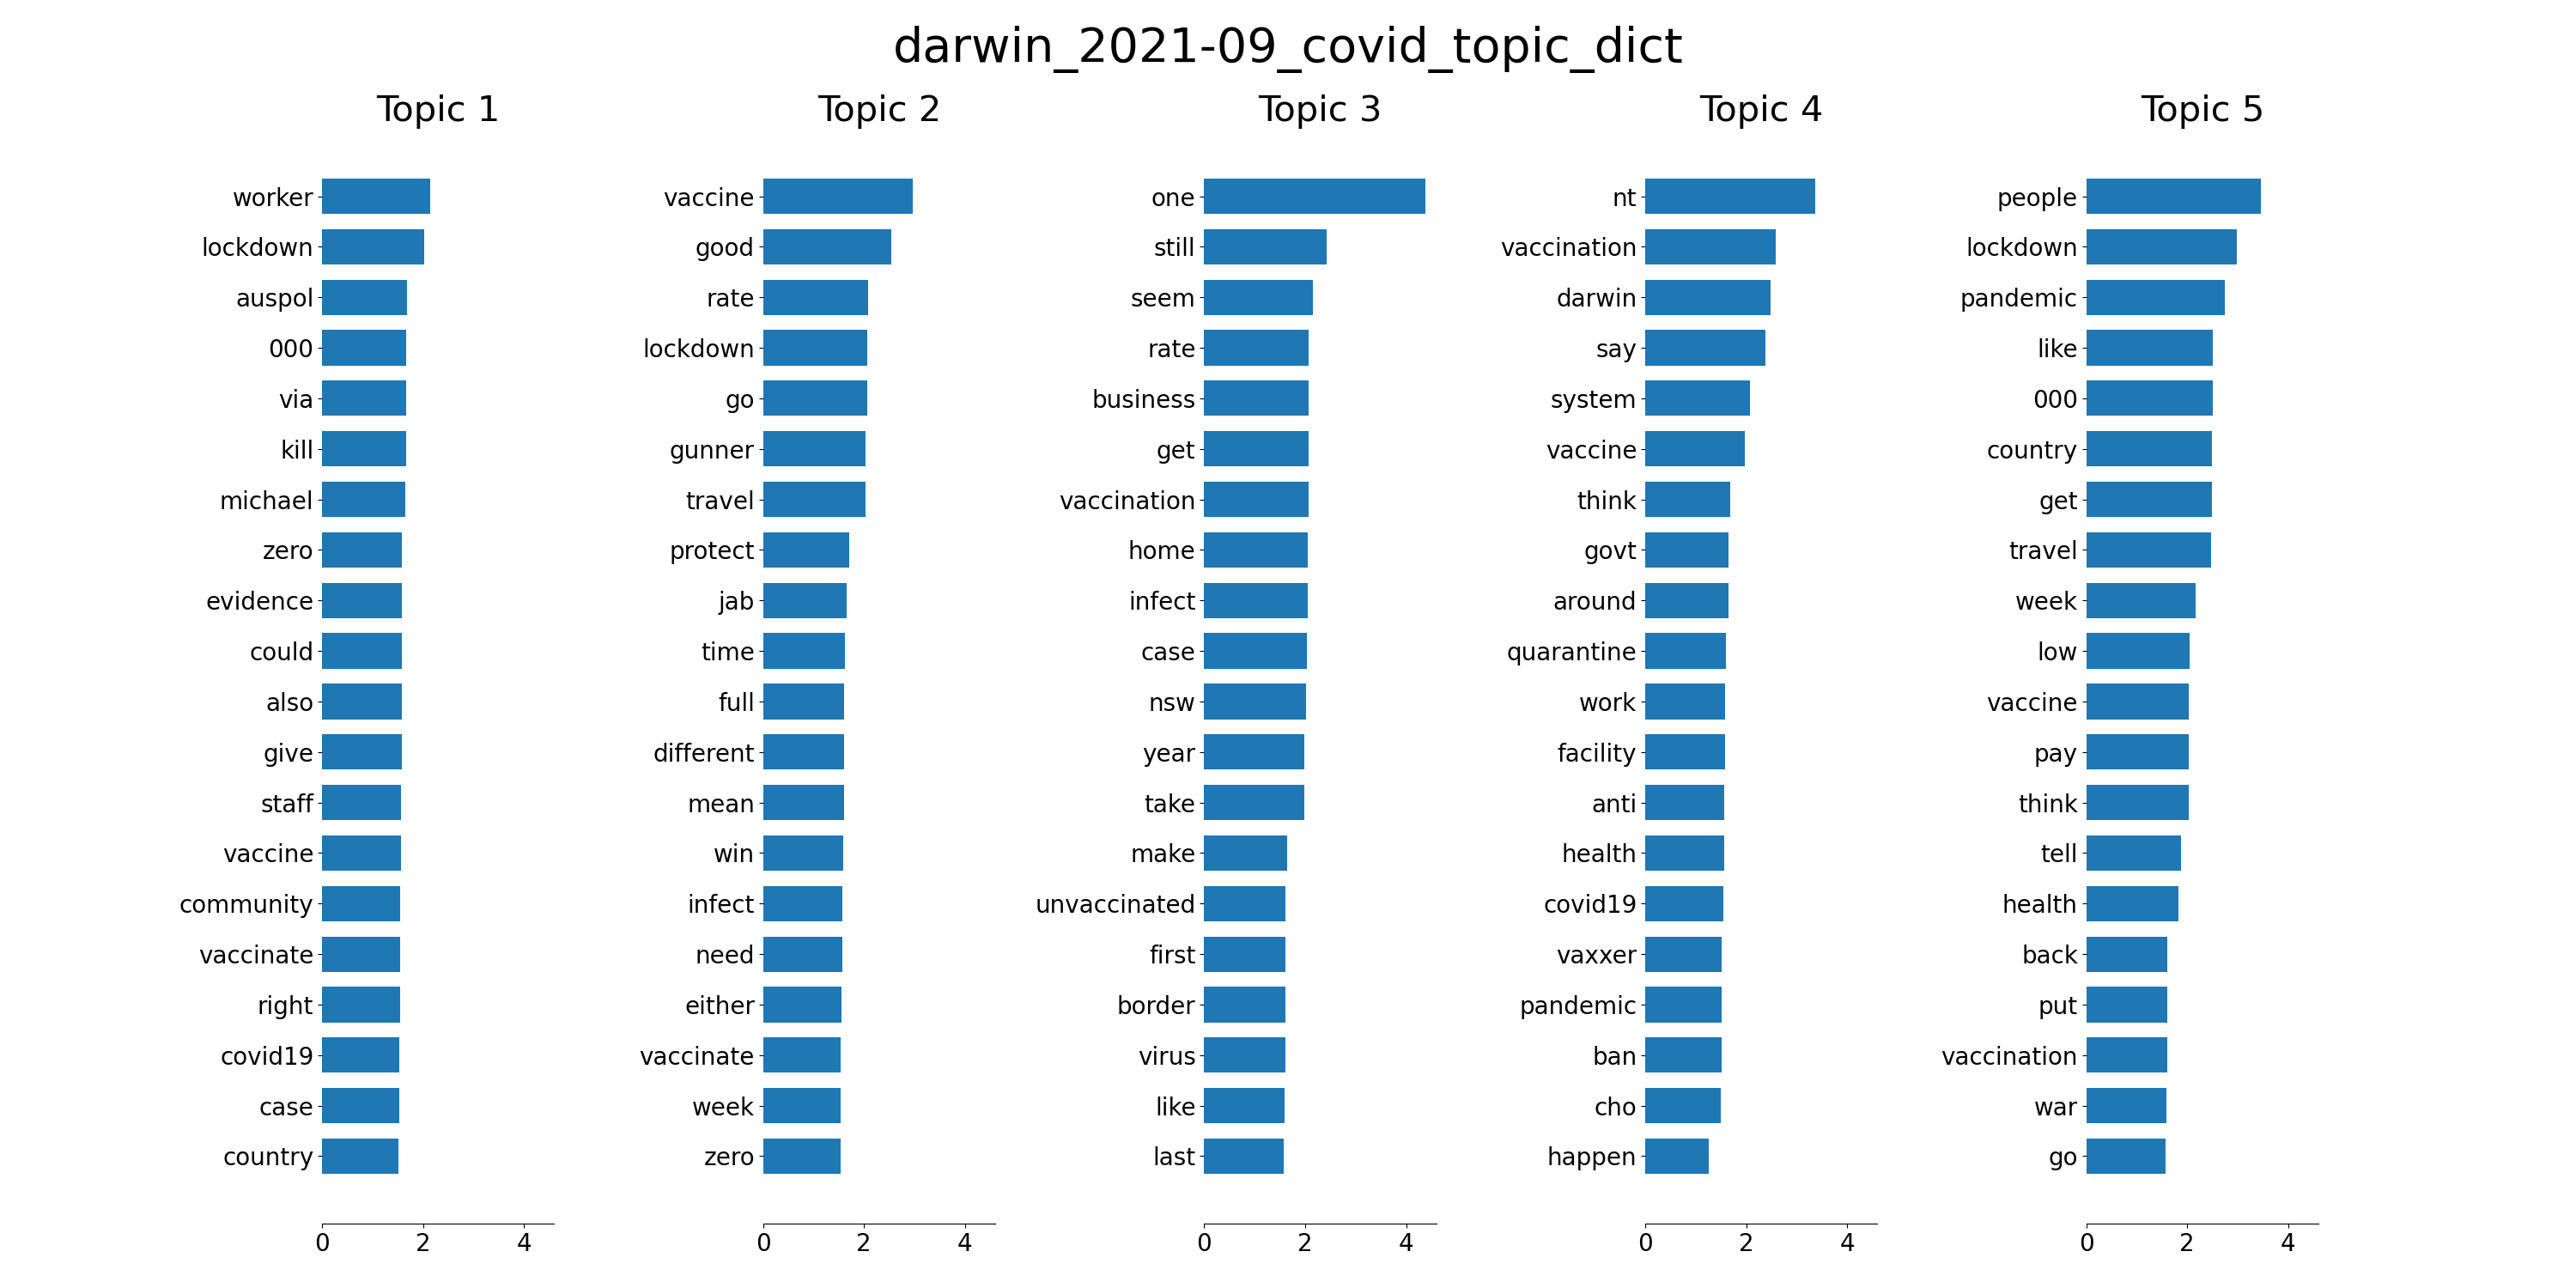 darwin_2021-09_covid_topic_dict
Topic 1
worker
lockdown
auspol
000
via
kill
michael
zero
evidence
could
also
give
staff
vaccine
community
vaccinate
right
covid19
case
country
0 2 4
Topic 2
vaccine
good
rate
lockdown
go
gunner
travel
protect
jab
time
full
different
mean
win
infect
need
either
vaccinate
week
zero
0 2 4
Topic 3
one
still
seem
rate
business
get
vaccination
home
infect
case
nsw
year
take
make
unvaccinated
first
border
virus
like
last
0 2 4
Topic 4
nt
vaccination
darwin
say
system
vaccine
think
govt
around
quarantine
work
facility
anti
health
covid19
vaxxer
pandemic
ban
cho
happen
0 2 4
Topic 5
people
lockdown
pandemic
like
000
country
get
travel
week
low
vaccine
pay
think
tell
health
back
put
vaccination
war
go
0 2 4